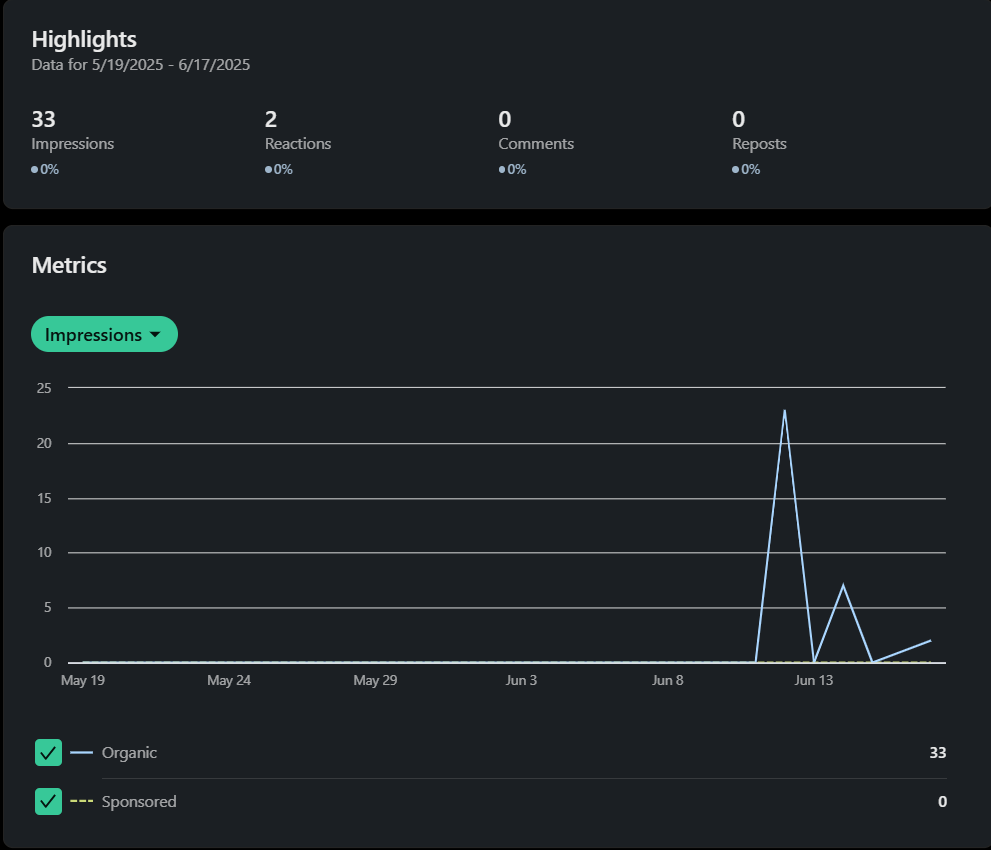 Highlights
Data for 5/19/2025 - 6/17/2025
33 2 0 0
Impressions Reactions Comments Reposts
0% 0% 0% 0%
Metrics
Impressions
25
20
15
10
5
0
May 19 May 24 May 29 Jun 3 Jun 8 Jun 13
Organic 33
Sponsored 0